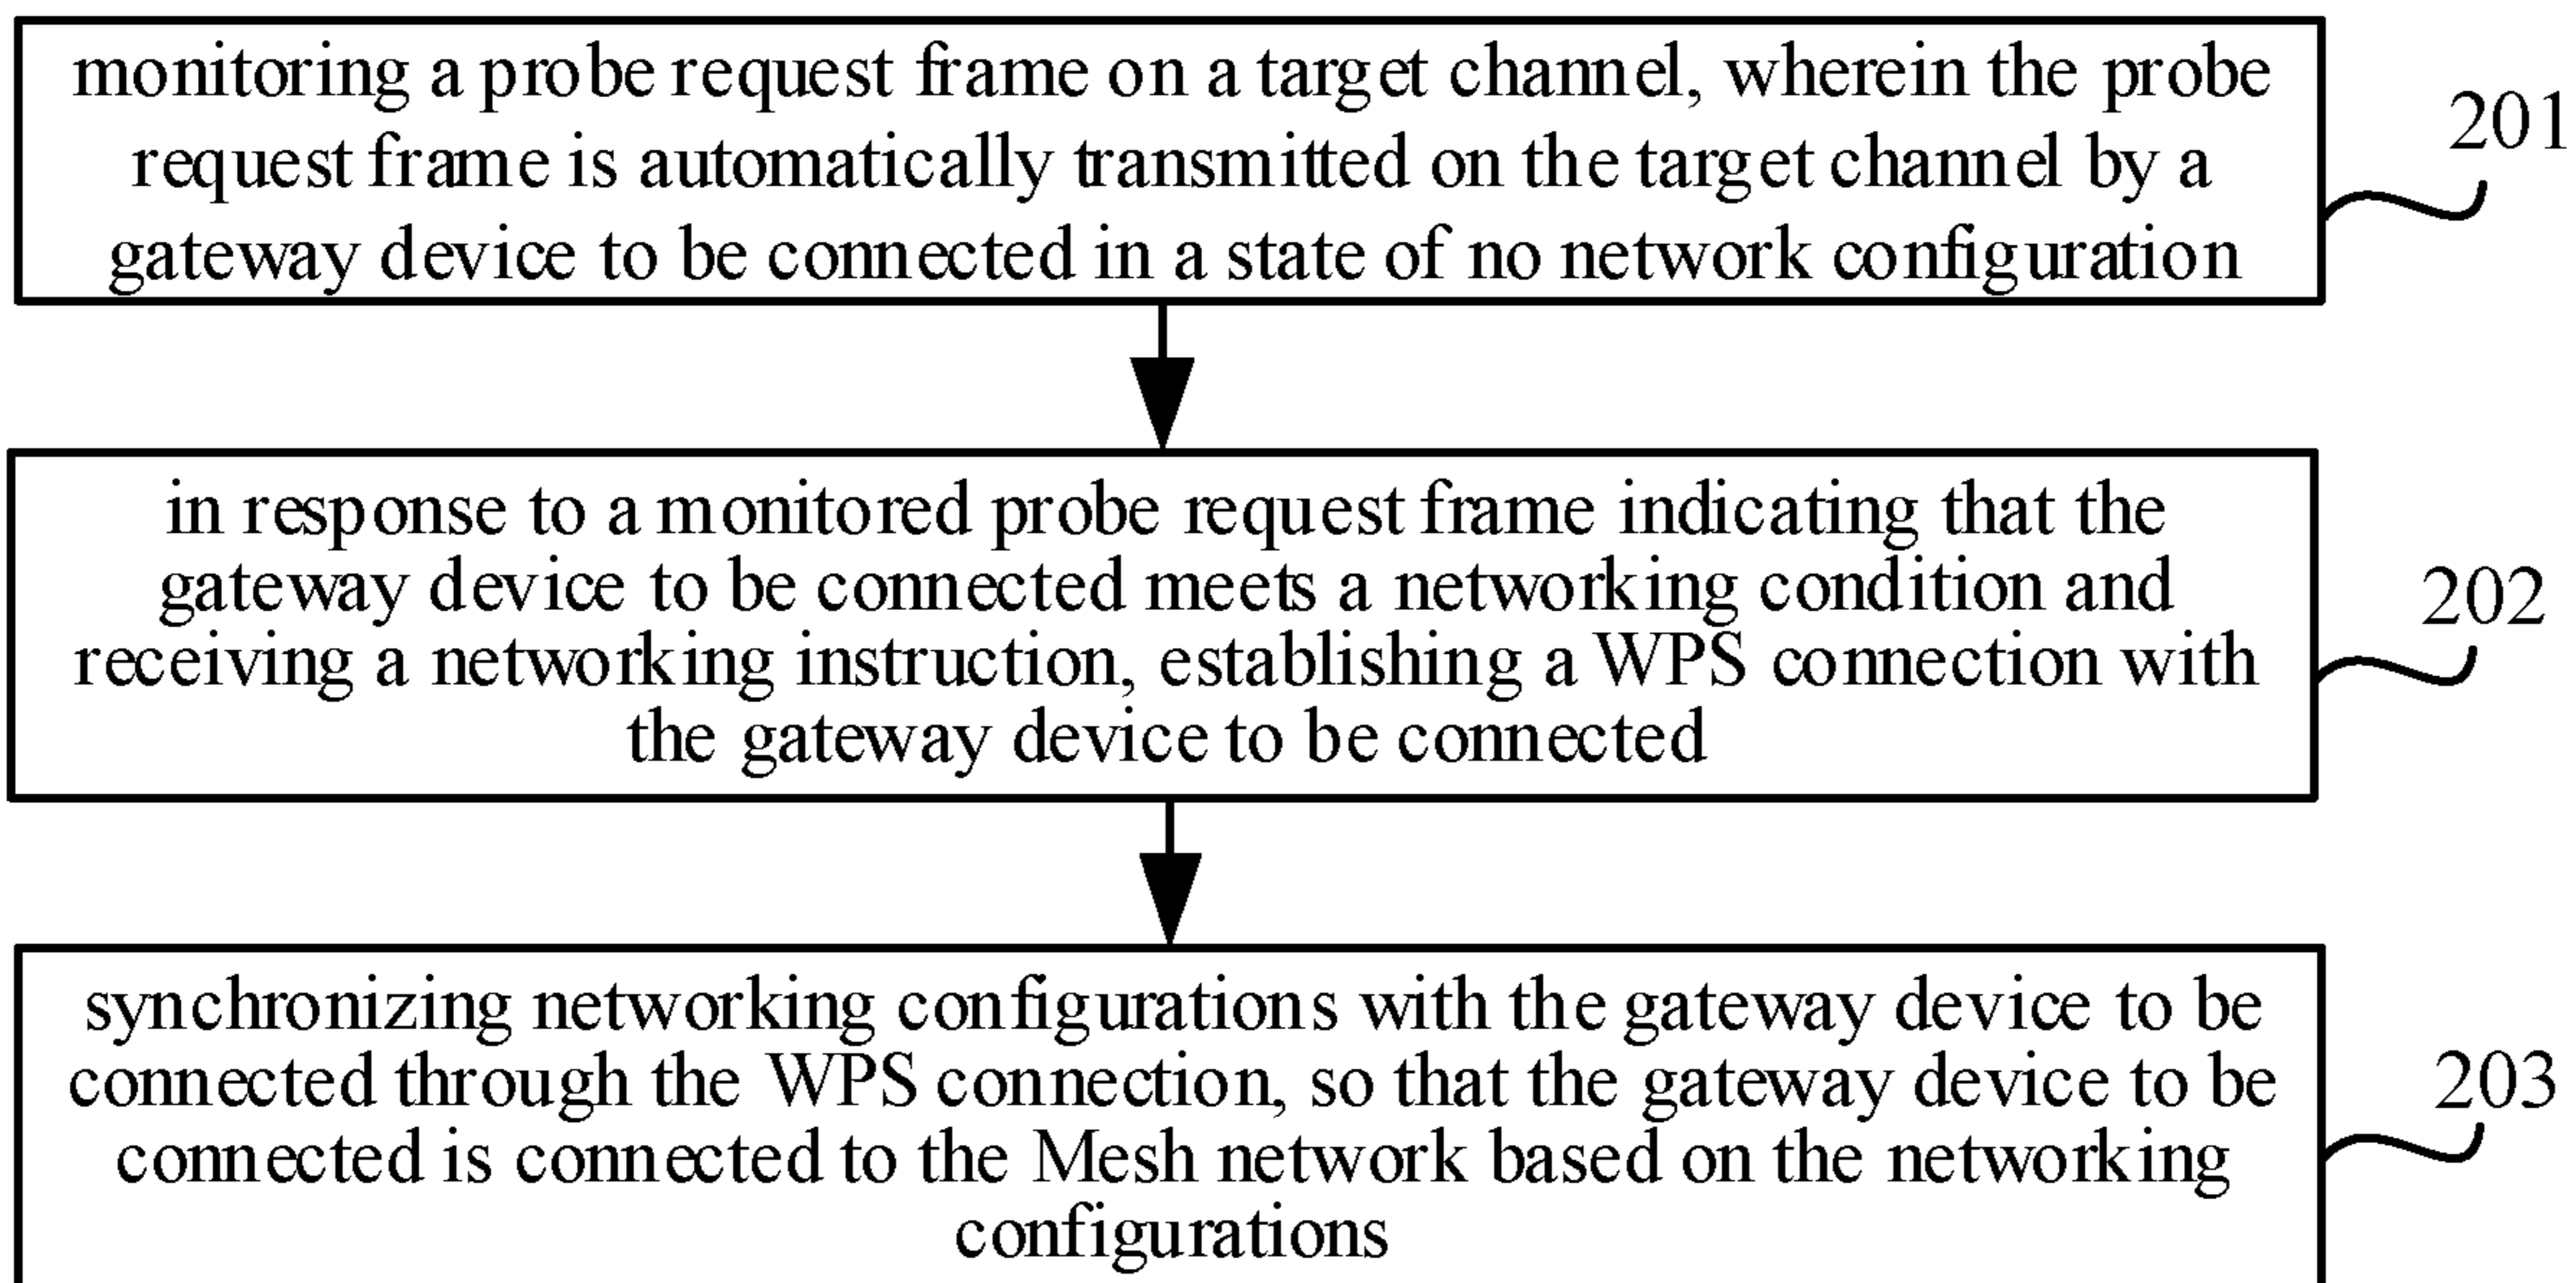 monitoring a probe request frame on a target channel, wherein the probe
request frame is automatically transmitted on the target channel by a
gateway device to be connected in a state of no network configuration
201
in response to a monitored probe request frame indicating that the
gateway device to be connected meets a networking condition and
receiving a networking instruction, establishing a WPS connection with
the gateway device to be connected
202
synchronizing networking configurations with the gateway device to be
connected through the WPS connection, so that the gateway device to be
connected is connected to the Mesh network based on the networking
configurations
203